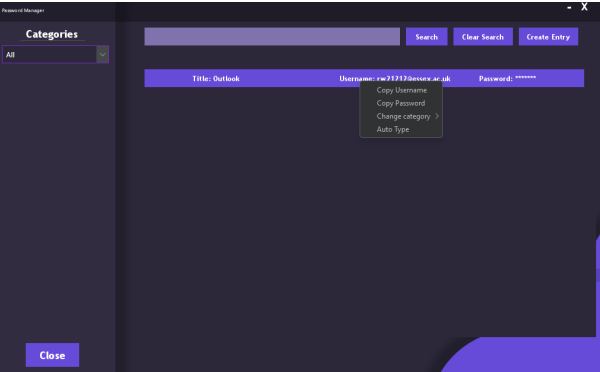 Password Manager
- X
Categories
All
Search
Clear Search
Create Entry
Title: Outlook
Username: rw21217@essex.ac.uk
Password: *******
Copy Username
Copy Password
Change category
Auto Type
Close